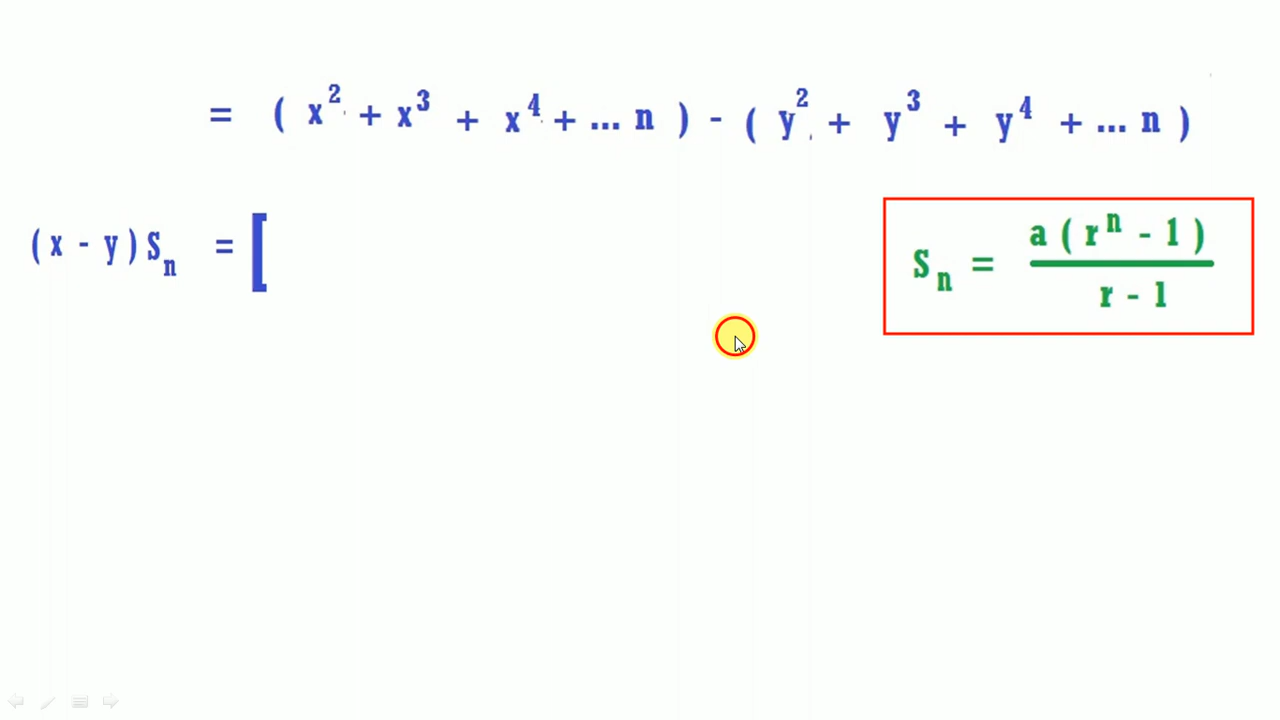 = ( x² + x³ + x⁴ + ... n ) - ( y² + y³ + y⁴ + ... n )
( x - y ) Sₙ = [
Sₙ = a ( rⁿ - 1 ) / r - 1